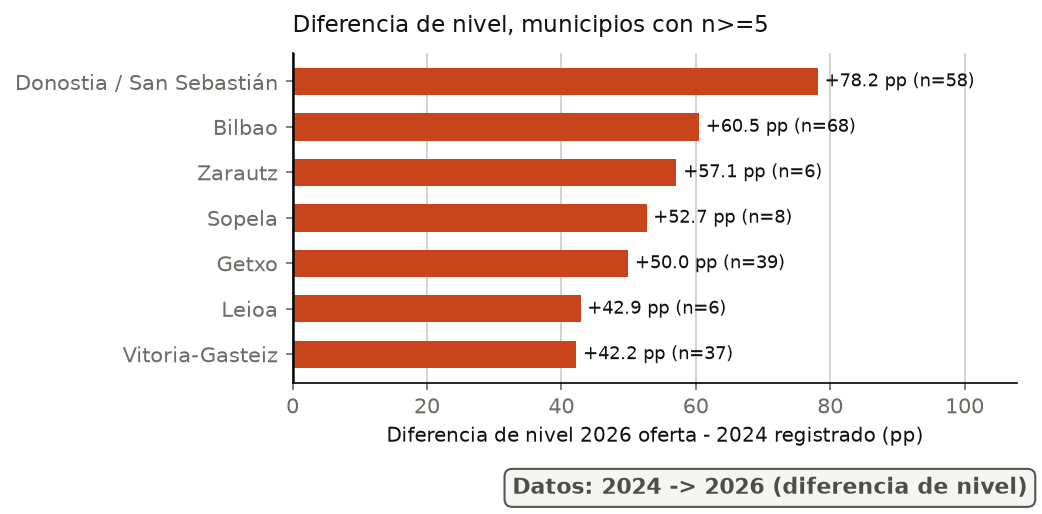 Diferencia de nivel, municipios con n>=5
Donostia / San Sebastián
+78.2 pp (n=58)
Bilbao
+60.5 pp (n=68)
Zarautz
+57.1 pp (n=6)
Sopela
+52.7 pp (n=8)
Getxo
+50.0 pp (n=39)
Leioa
+42.9 pp (n=6)
Vitoria-Gasteiz
+42.2 pp (n=37)
0 20 40 60 80 100
Diferencia de nivel 2026 oferta - 2024 registrado (pp)
Datos: 2024 -> 2026 (diferencia de nivel)